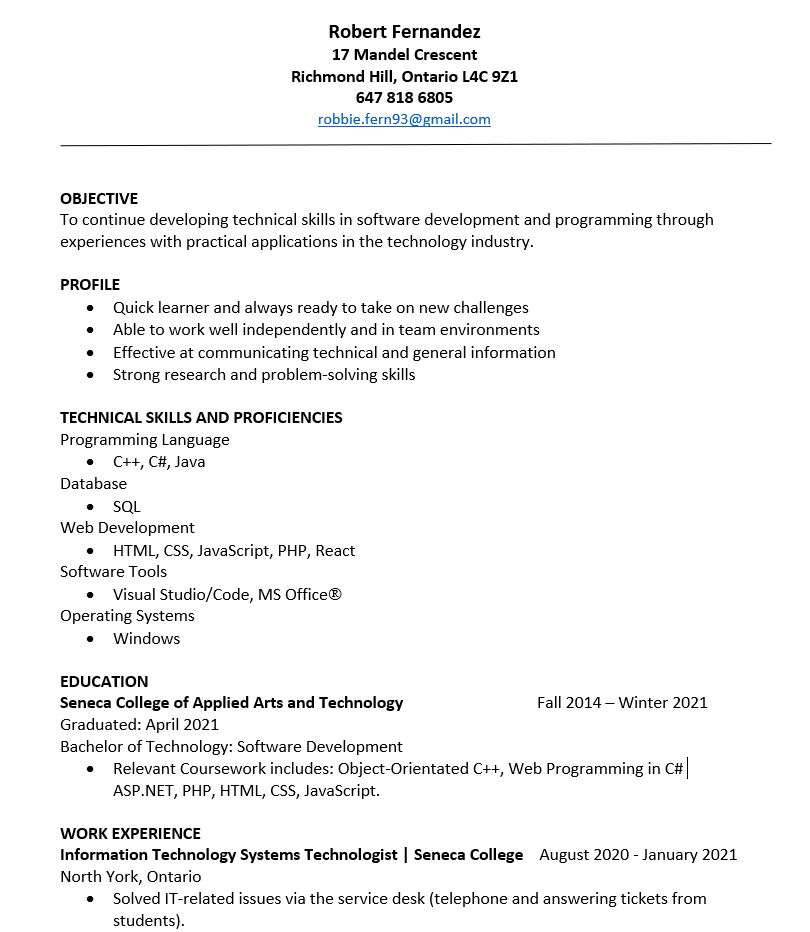 Robert Fernandez
17 Mandel Crescent
Richmond Hill, Ontario L4C 9Z1
647 818 6805
robbie.fern93@gmail.com
OBJECTIVE
To continue developing technical skills in software development and programming through
experiences with practical applications in the technology industry.
PROFILE
• Quick learner and always ready to take on new challenges
• Able to work well independently and in team environments
• Effective at communicating technical and general information
• Strong research and problem-solving skills
TECHNICAL SKILLS AND PROFICIENCIES
Programming Language
• C++, C#, Java
Database
• SQL
Web Development
• HTML, CSS, JavaScript, PHP, React
Software Tools
• Visual Studio/Code, MS Office®
Operating Systems
• Windows
EDUCATION
Seneca College of Applied Arts and Technology Fall 2014 – Winter 2021
Graduated: April 2021
Bachelor of Technology: Software Development
• Relevant Coursework includes: Object-Orientated C++, Web Programming in C#
ASP.NET, PHP, HTML, CSS, JavaScript.
WORK EXPERIENCE
Information Technology Systems Technologist | Seneca College August 2020 - January 2021
North York, Ontario
• Solved IT-related issues via the service desk (telephone and answering tickets from
students).